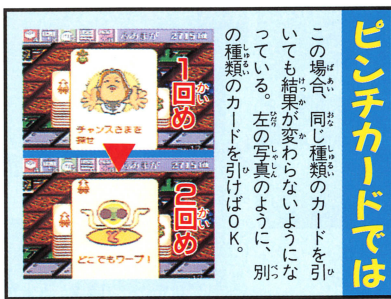 ピンチカードでは
この場合、同じ種類のカードを引
いても結果が変わらないようにな
っている。左の写真のように、別
の種類のカードを引けばOK。
1回め
チャンスさまを
探せ
2回め
どこでもワープ！